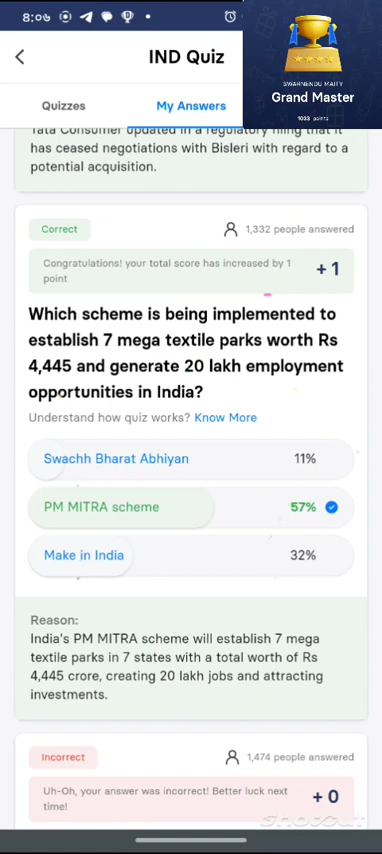 8:০৬
SWARNENDU MAITY
Grand Master
1033 points
IND Quiz
Quizzes
My Answers
Tata Consumer updated in a regulatory filing that it
has ceased negotiations with Bisleri with regard to a
potential acquisition.
Correct
1,332 people answered
Congratulations! your total score has increased by 1
point
+ 1
Which scheme is being implemented to
establish 7 mega textile parks worth Rs
4,445 and generate 20 lakh employment
opportunities in India?
Understand how quiz works? Know More
Swachh Bharat Abhiyan 11%
PM MITRA scheme 57%
Make in India 32%
Reason:
India's PM MITRA scheme will establish 7 mega
textile parks in 7 states with a total worth of Rs
4,445 crore, creating 20 lakh jobs and attracting
investments.
Incorrect
1,474 people answered
Uh-Oh, your answer was incorrect! Better luck next
time!
+ 0
ShotCut